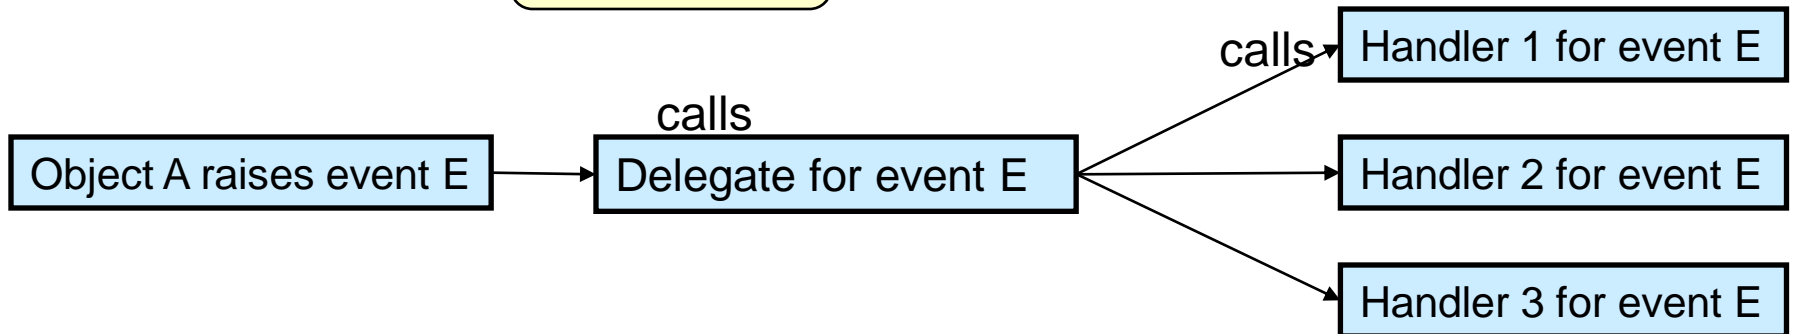 calls
Handler 1 for event E
calls
Object A raises event E
Delegate for event E
Handler 2 for event E
Handler 3 for event E